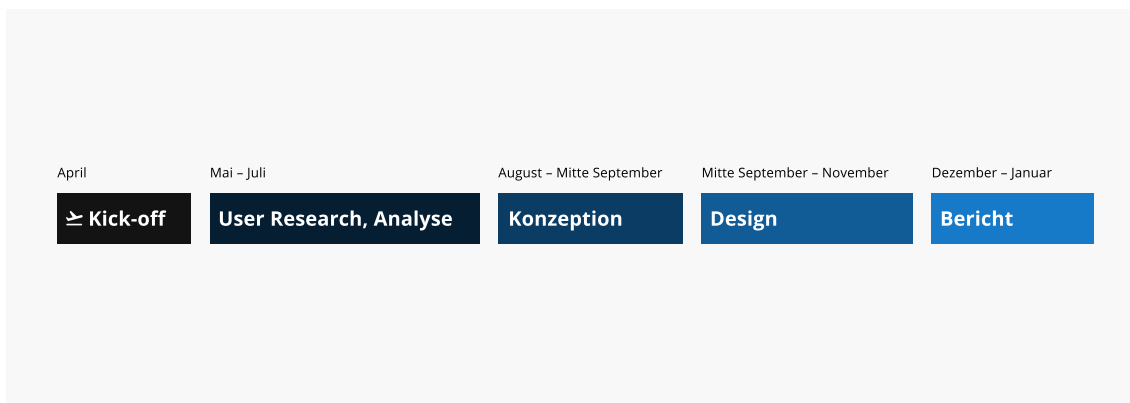 April
Kick-off
Mai – Juli
User Research, Analyse
August – Mitte September
Konzeption
Mitte September – November
Design
Dezember – Januar
Bericht